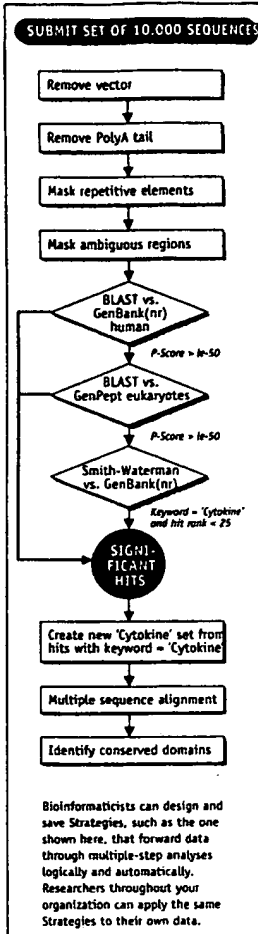 SUBMIT SET OF 10.000 SEQUENCES
Remove vector
Remove PolyA tail
Mask repetitive elements
Mask ambiguous regions
BLAST vs.
GenBank(nr)
human
P-Score > le-50
BLAST vs.
GenPept eukaryotes
P-Score > le-50
Smith-Waterman
vs. GenBank(nr)
Keyword = 'Cytokine'
and hit rank < 25
SIGNI-
FICANT
HITS
Create new 'Cytokine' set from
hits with keyword = 'Cytokine'
Multiple sequence alignment
Identify conserved domains
Bioinformaticists can design and
save Strategies, such as the one
shown here, that forward data
through multiple-step analyses
logically and automatically.
Researchers throughout your
organization can apply the same
Strategies to their own data.